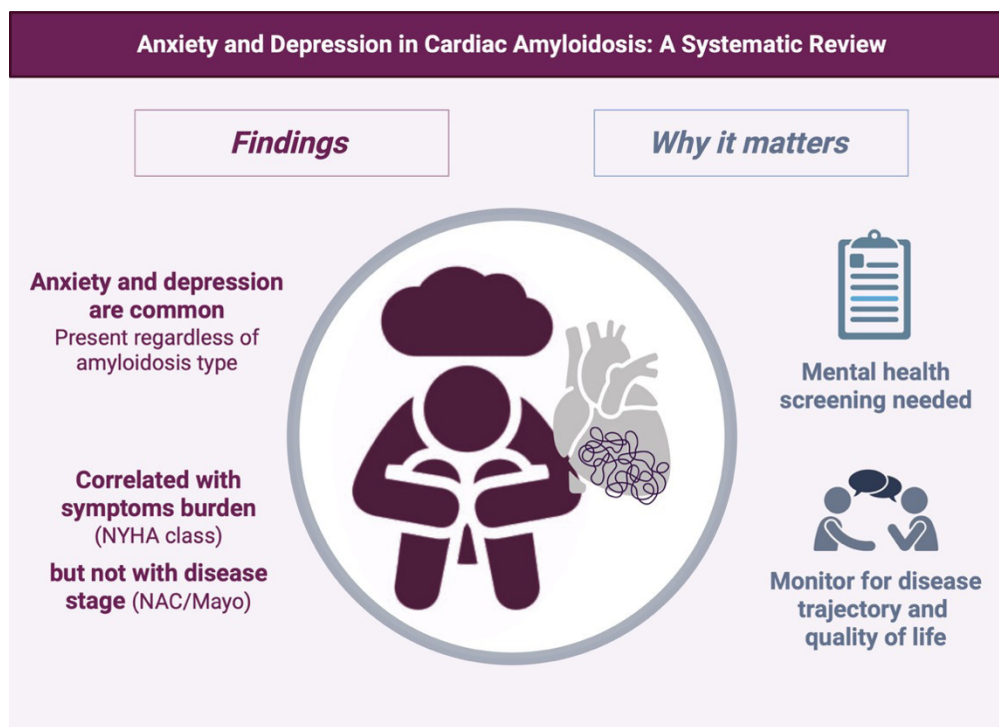 Anxiety and Depression in Cardiac Amyloidosis: A Systematic Review
Findings
Why it matters
Anxiety and depression
are common
Present regardless of
amyloidosis type
Correlated with
symptoms burden
(NYHA class)
but not with disease
stage (NAC/Mayo)
Mental health
screening needed
Monitor for disease
trajectory and
quality of life